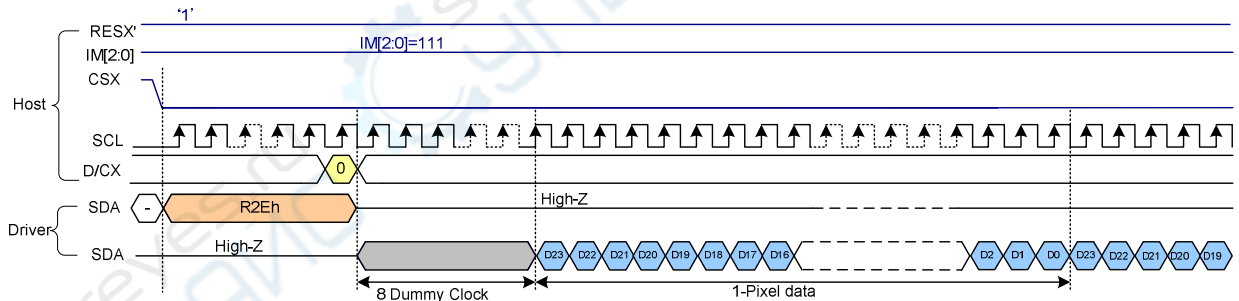 RESX' '1'
IM[2:0] IM[2:0]=111
CSX
Host
SCL
D/CX 0
SDA - R2Eh High-Z
Driver
SDA High-Z D23 D22 D21 D20 D19 D18 D17 D16 D2 D1 D0 D23 D22 D21 D20 D19
8 Dummy Clock 1-Pixel data